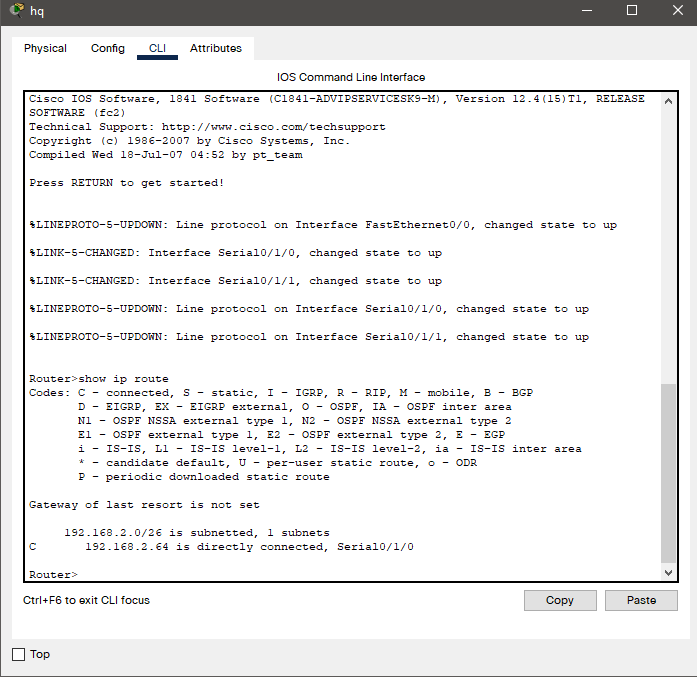 hq
Physical Config CLI Attributes
IOS Command Line Interface
Cisco IOS Software, 1841 Software (C1841-ADVIPSERVICESK9-M), Version 12.4(15)T1, RELEASE
SOFTWARE (fc2)
Technical Support: http://www.cisco.com/techsupport
Copyright (c) 1986-2007 by Cisco Systems, Inc.
Compiled Wed 18-Jul-07 04:52 by pt_team
Press RETURN to get started!
%LINEPROTO-5-UPDOWN: Line protocol on Interface FastEthernet0/0, changed state to up
%LINK-5-CHANGED: Interface Serial0/1/0, changed state to up
%LINK-5-CHANGED: Interface Serial0/1/1, changed state to up
%LINEPROTO-5-UPDOWN: Line protocol on Interface Serial0/1/0, changed state to up
%LINEPROTO-5-UPDOWN: Line protocol on Interface Serial0/1/1, changed state to up
Router>show ip route
Codes: C - connected, S - static, I - IGRP, R - RIP, M - mobile, B - BGP
D - EIGRP, EX - EIGRP external, O - OSPF, IA - OSPF inter area
N1 - OSPF NSSA external type 1, N2 - OSPF NSSA external type 2
E1 - OSPF external type 1, E2 - OSPF external type 2, E - EGP
i - IS-IS, L1 - IS-IS level-1, L2 - IS-IS level-2, ia - IS-IS inter area
* - candidate default, U - per-user static route, o - ODR
P - periodic downloaded static route
Gateway of last resort is not set
192.168.2.0/26 is subnetted, 1 subnets
C 192.168.2.64 is directly connected, Serial0/1/0
Router>
Ctrl+F6 to exit CLI focus
Copy Paste
Top